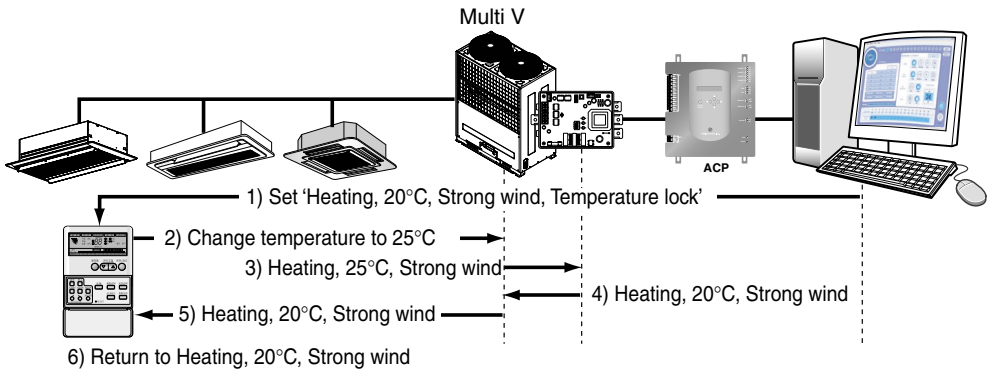 Multi V
ACP
1) Set ‘Heating, 20°C, Strong wind, Temperature lock’
2) Change temperature to 25°C
3) Heating, 25°C, Strong wind
4) Heating, 20°C, Strong wind
5) Heating, 20°C, Strong wind
6) Return to Heating, 20°C, Strong wind